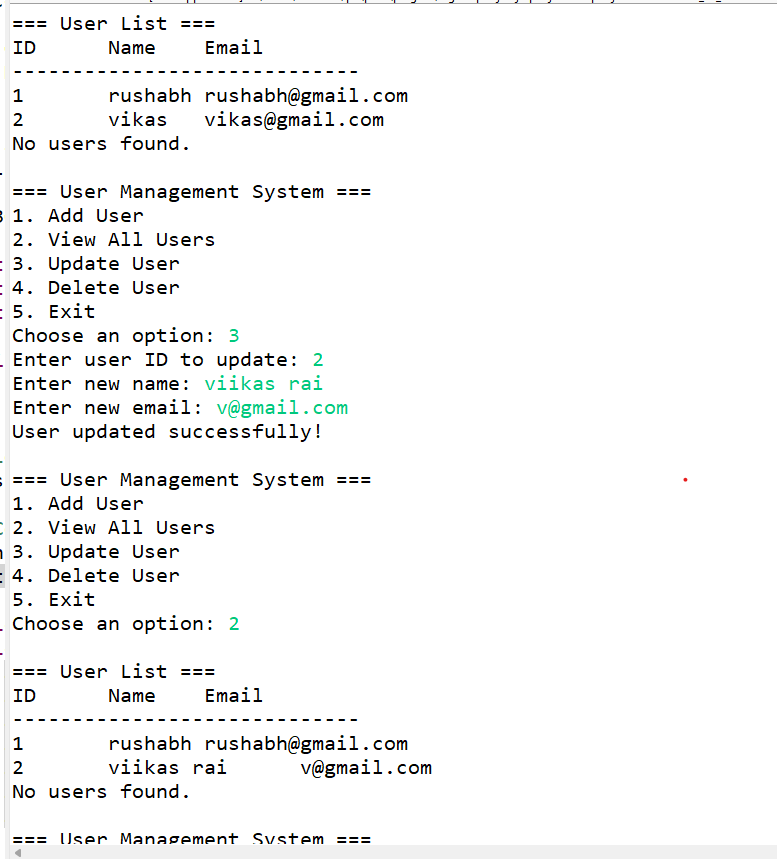 === User List ===
ID      Name    Email
-----------------------------
1       rushabh rushabh@gmail.com
2       vikas   vikas@gmail.com
No users found.
=== User Management System ===
1. Add User
2. View All Users
3. Update User
4. Delete User
5. Exit
Choose an option: 3
Enter user ID to update: 2
Enter new name: viikas rai
Enter new email: v@gmail.com
User updated successfully!
=== User Management System ===
1. Add User
2. View All Users
3. Update User
4. Delete User
5. Exit
Choose an option: 2
=== User List ===
ID      Name    Email
-----------------------------
1       rushabh rushabh@gmail.com
2       viikas rai      v@gmail.com
No users found.
=== User Management System ===